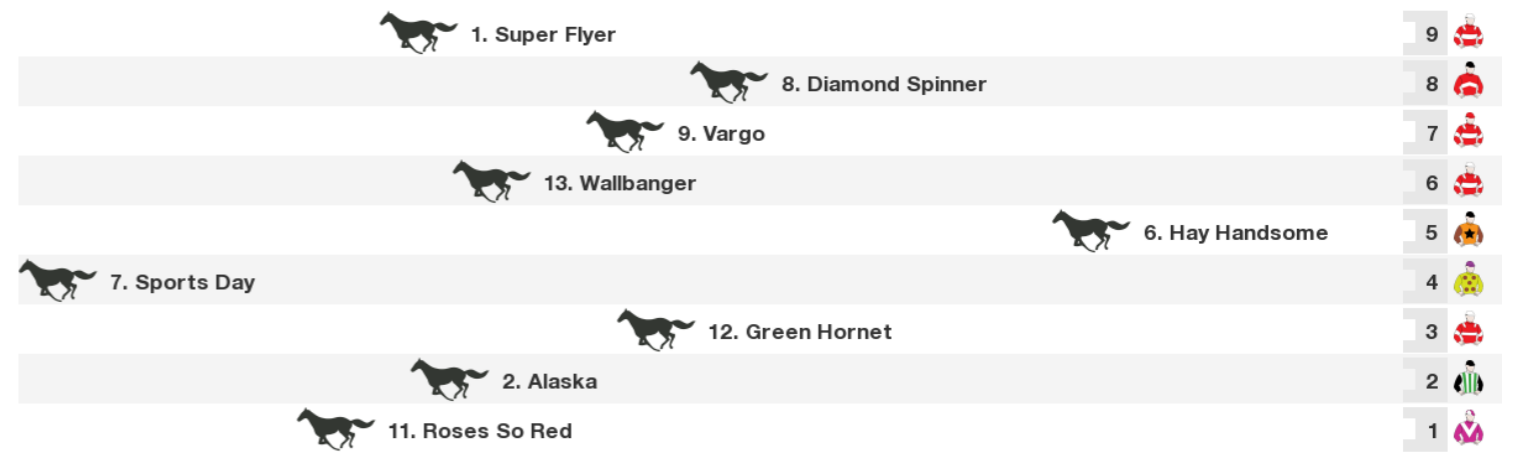 1. Super Flyer 9
8. Diamond Spinner 8
9. Vargo 7
13. Wallbanger 6
6. Hay Handsome 5
7. Sports Day 4
12. Green Hornet 3
2. Alaska 2
11. Roses So Red 1